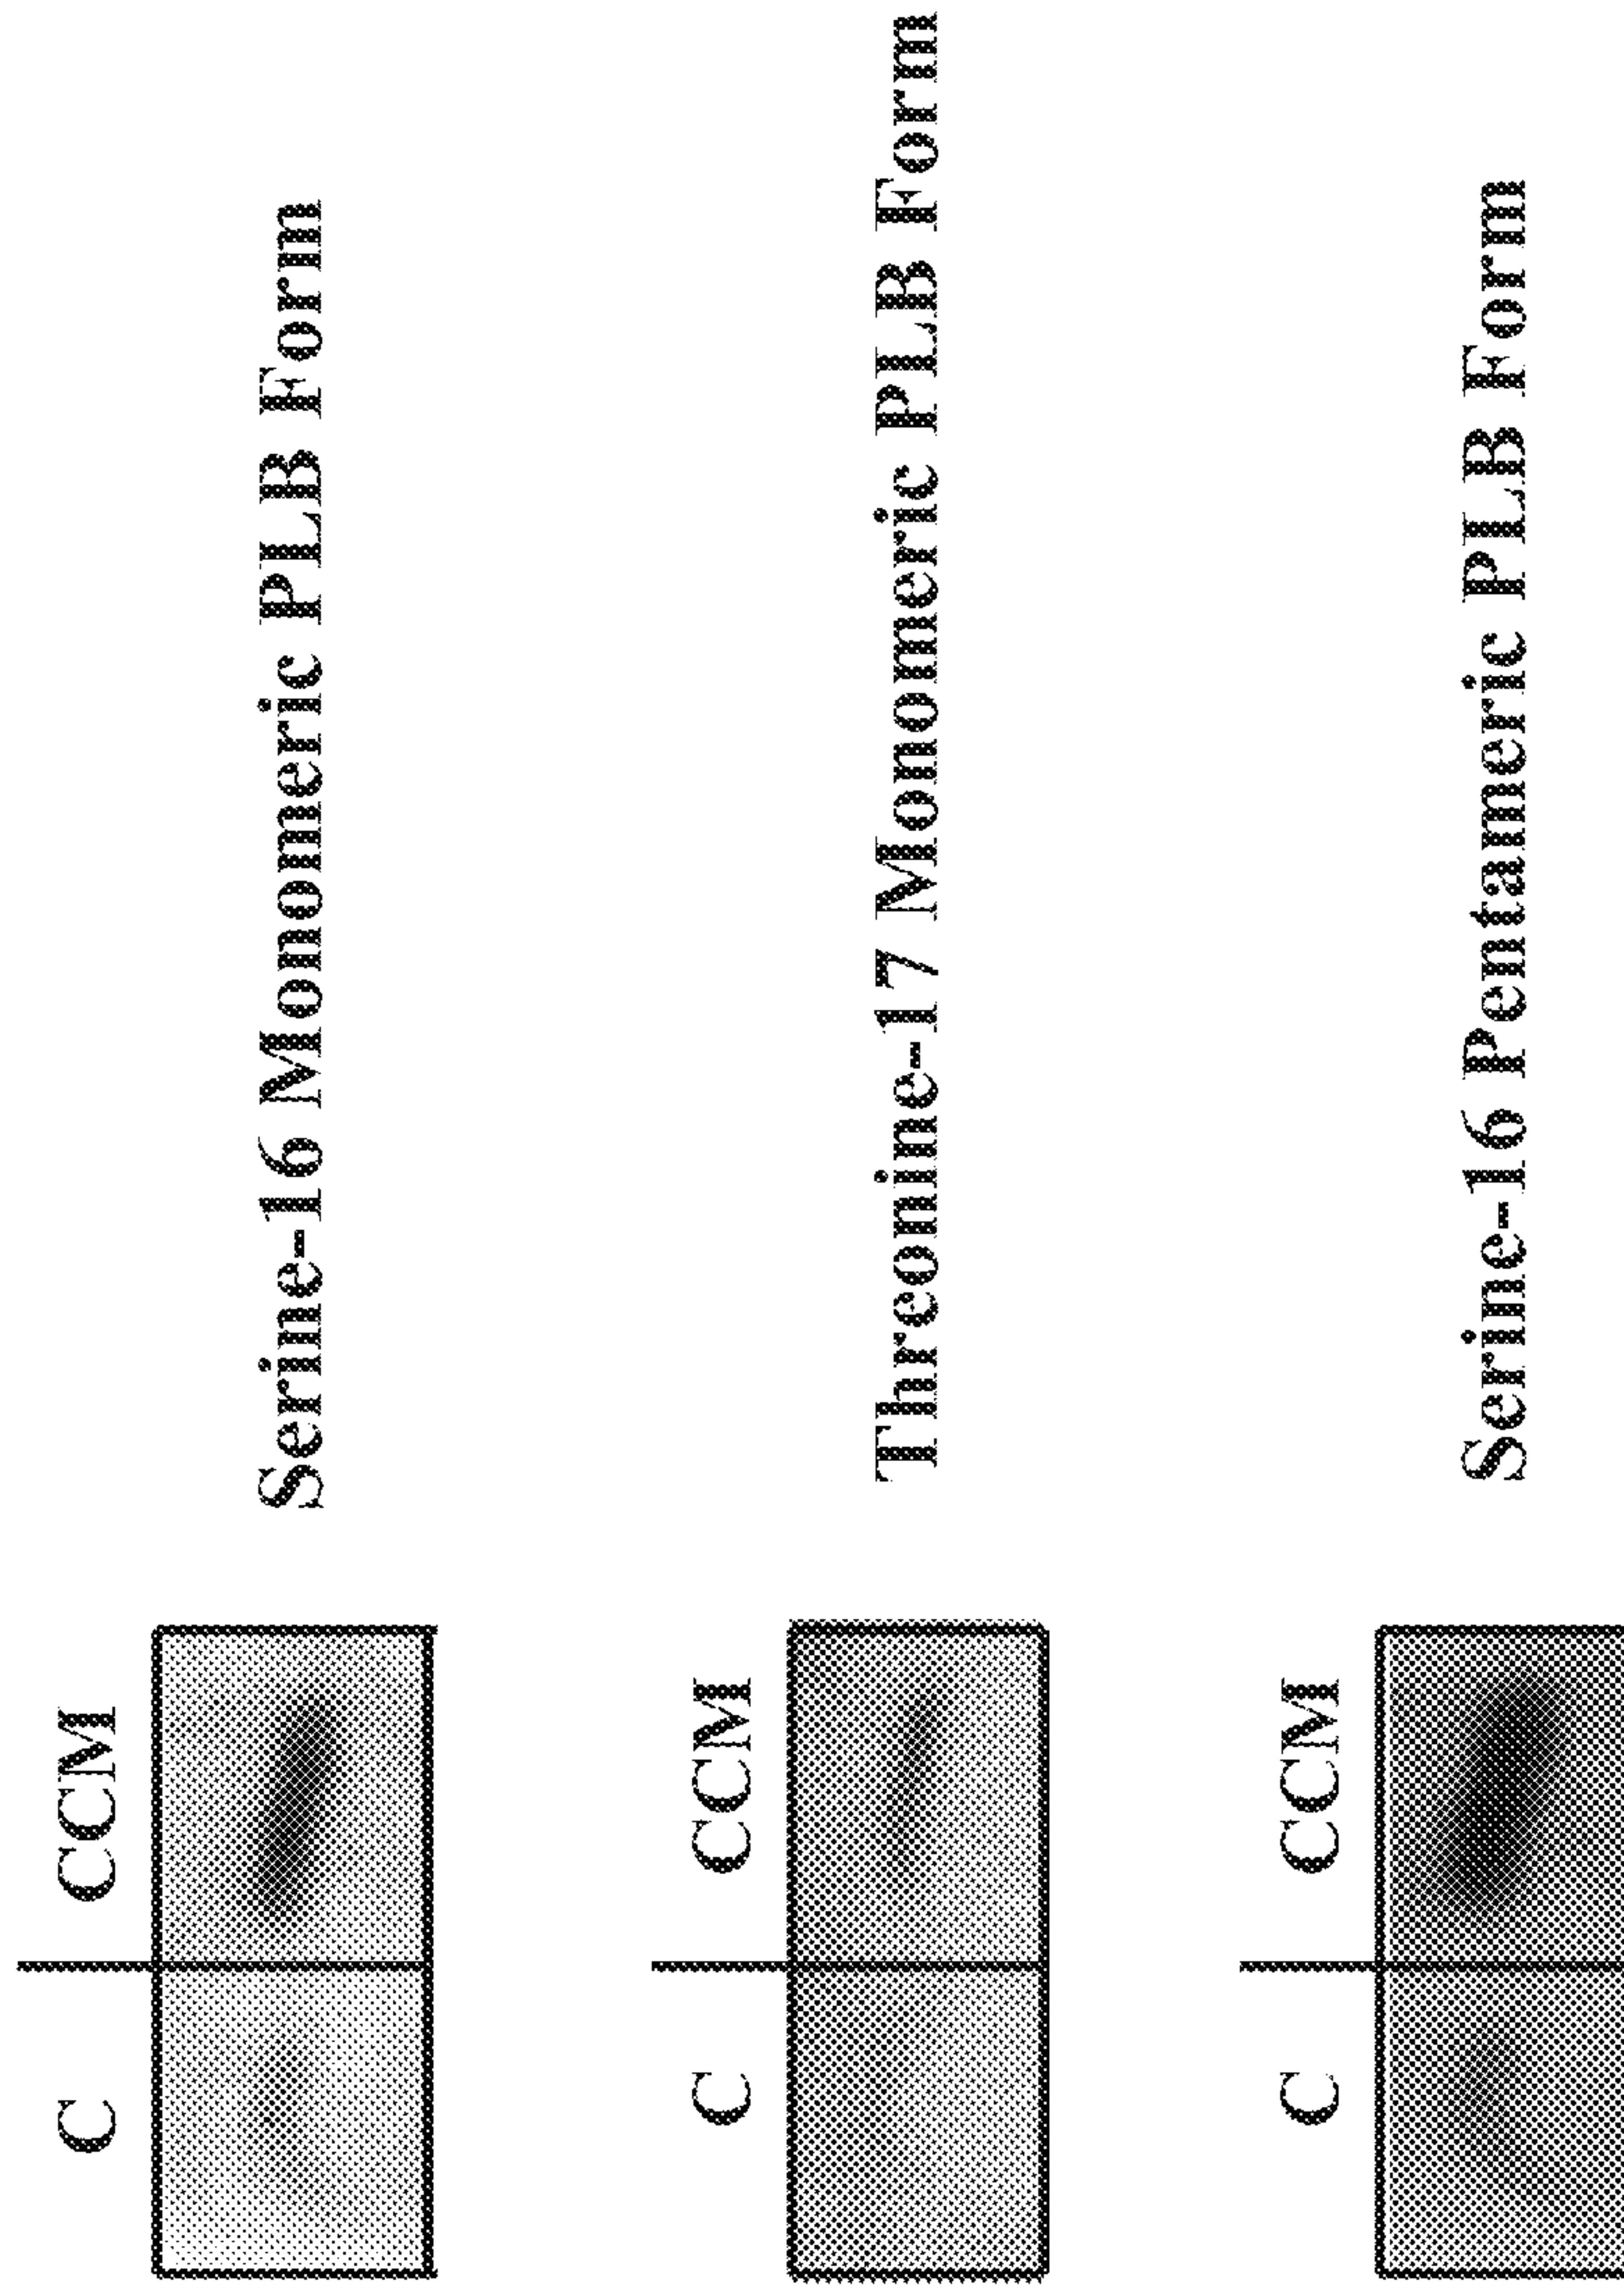 C CCM
Serine-16 Monomeric PLB Form
C CCM
Threonine-17 Monomeric PLB Form
C CCM
Serine-16 Pentameric PLB Form